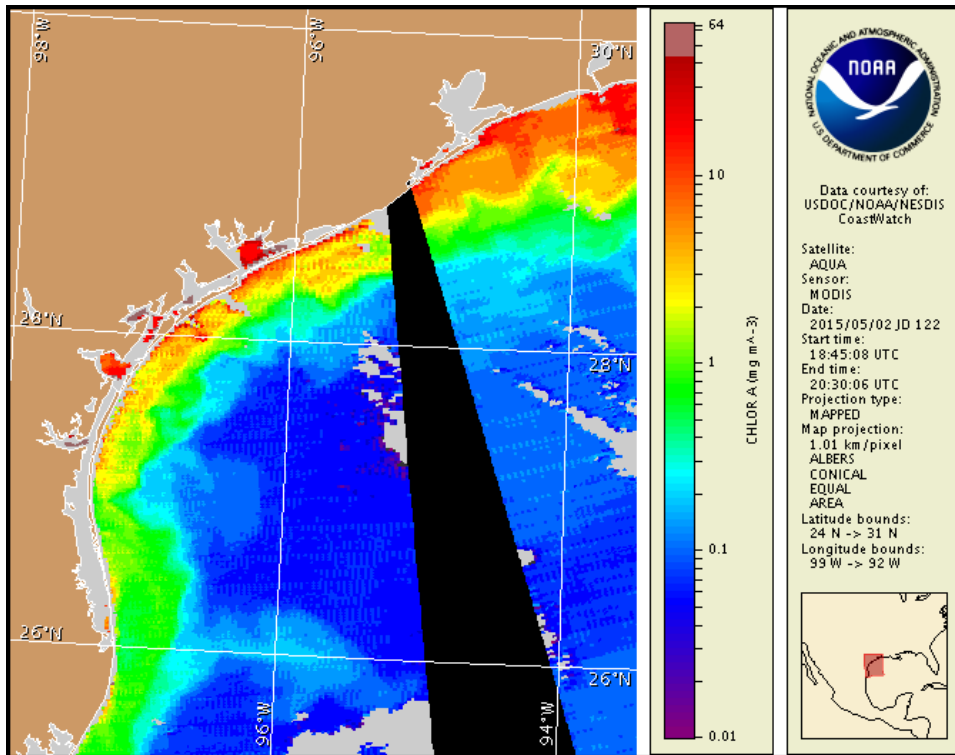 98°W
96°W
30°N
28°N
28°N
26°N
26°N
96°W
94°W
64
10
1
0.1
0.01
CHLOR A (mg m^-3)
NATIONAL OCEANIC AND ATMOSPHERIC ADMINISTRATION
NOAA
U.S. DEPARTMENT OF COMMERCE
Data courtesy of:
USDOC/NOAA/NESDIS
CoastWatch
Satellite:
AQUA
Sensor:
MODIS
Date:
2015/05/02 JD 122
Start time:
18:45:08 UTC
End time:
20:30:06 UTC
Projection type:
MAPPED
Map projection:
1.01 km/pixel
ALBERS
CONICAL
EQUAL
AREA
Latitude bounds:
24 N -> 31 N
Longitude bounds:
99 W -> 92 W